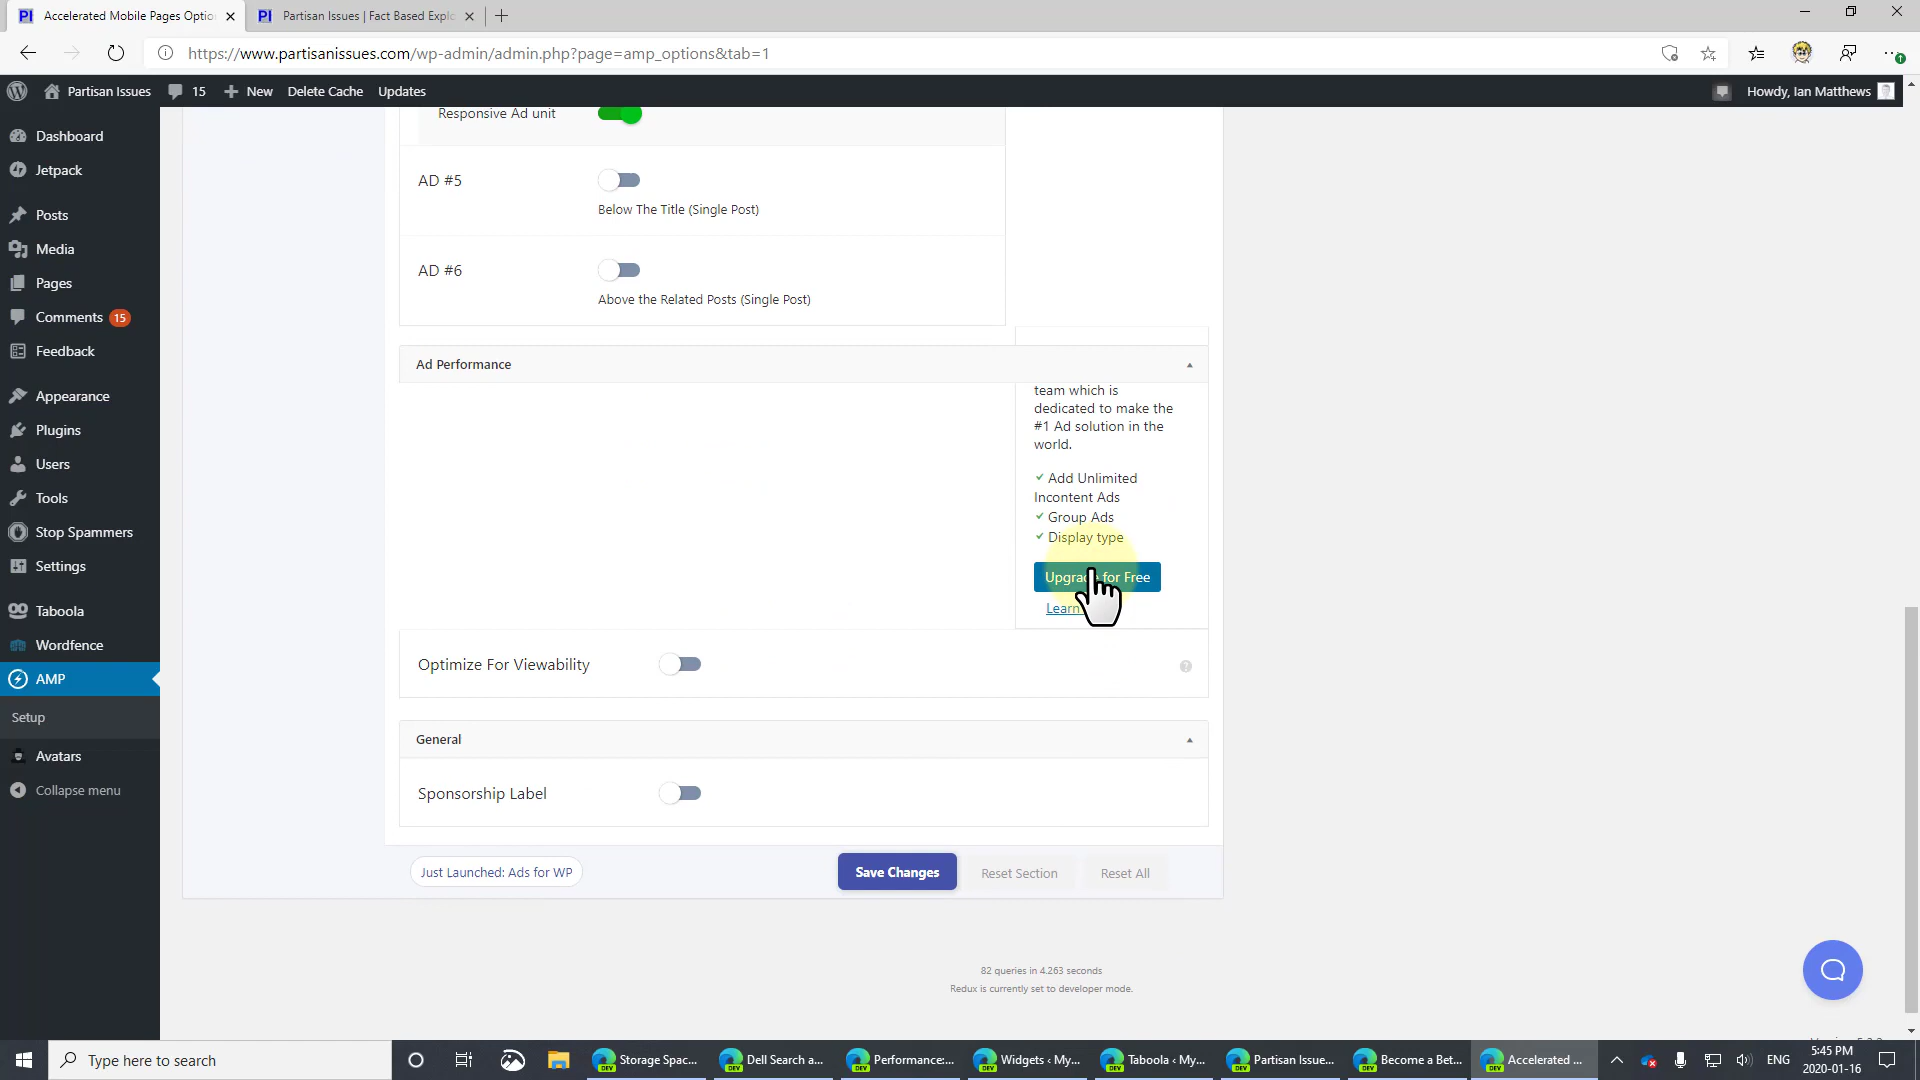 Accelerated Mobile Pages Optio
Partisan Issues | Fact Based Explo
https://www.partisanissues.com/wp-admin/admin.php?page=amp_options&tab=1
Partisan Issues
15
New
Delete Cache
Updates
Howdy, Ian Matthews
Dashboard
Jetpack
Posts
Media
Pages
Comments 15
Feedback
Appearance
Plugins
Users
Tools
Stop Spammers
Settings
Taboola
Wordfence
AMP
Setup
Avatars
Collapse menu
Responsive Ad unit
AD #5
Below The Title (Single Post)
AD #6
Above the Related Posts (Single Post)
Ad Performance
team which is
dedicated to make the
#1 Ad solution in the
world.
Add Unlimited
Incontent Ads
Group Ads
Display type
Upgrade for Free
Learn
Optimize For Viewability
General
Sponsorship Label
Just Launched: Ads for WP
Save Changes
Reset Section
Reset All
82 queries in 4.263 seconds
Redux is currently set to developer mode.
Type here to search
Storage Spac...
Dell Search a...
Performance:...
Widgets ‹ My...
Taboola ‹ My...
Partisan Issue...
Become a Bet...
Accelerated ...
ENG
5:45 PM
2020-01-16